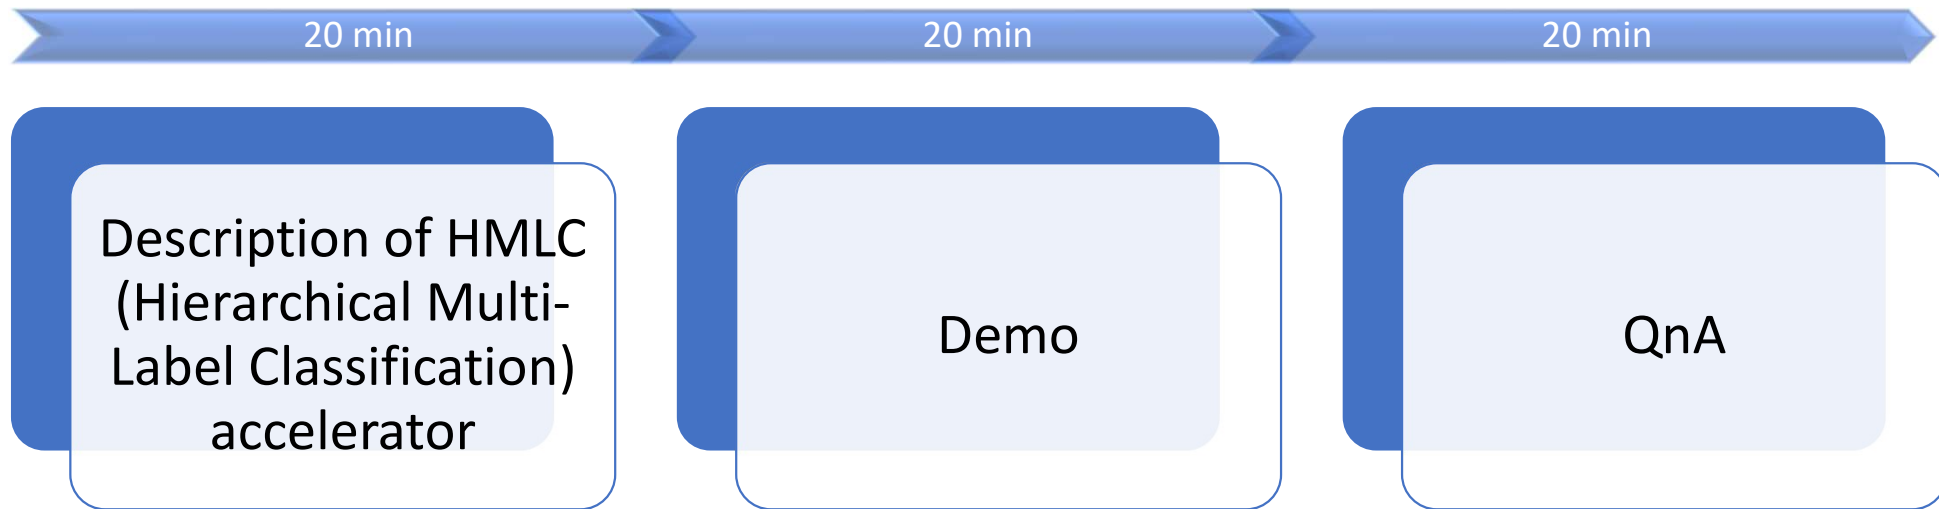 20 min
20 min
20 min
Description of HMLC
(Hierarchical Multi-
Label Classification)
accelerator
Demo
QnA